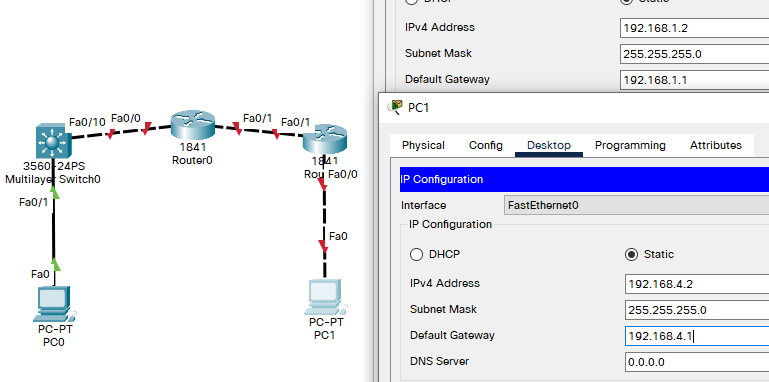 Fa0/10
Fa0/0
Fa0/1
Fa0/1
1841
Router0
3560-24PS
Multilayer Switch0
1841
Rou Fa0/0
Fa0/1
Fa0
Fa0
PC-PT
PC0
PC-PT
PC1
DHCP
Static
IPv4 Address
192.168.1.2
Subnet Mask
255.255.255.0
Default Gateway
192.168.1.1
PC1
Physical Config Desktop Programming Attributes
IP Configuration
Interface FastEthernet0
IP Configuration
DHCP Static
IPv4 Address 192.168.4.2
Subnet Mask 255.255.255.0
Default Gateway 192.168.4.1
DNS Server 0.0.0.0